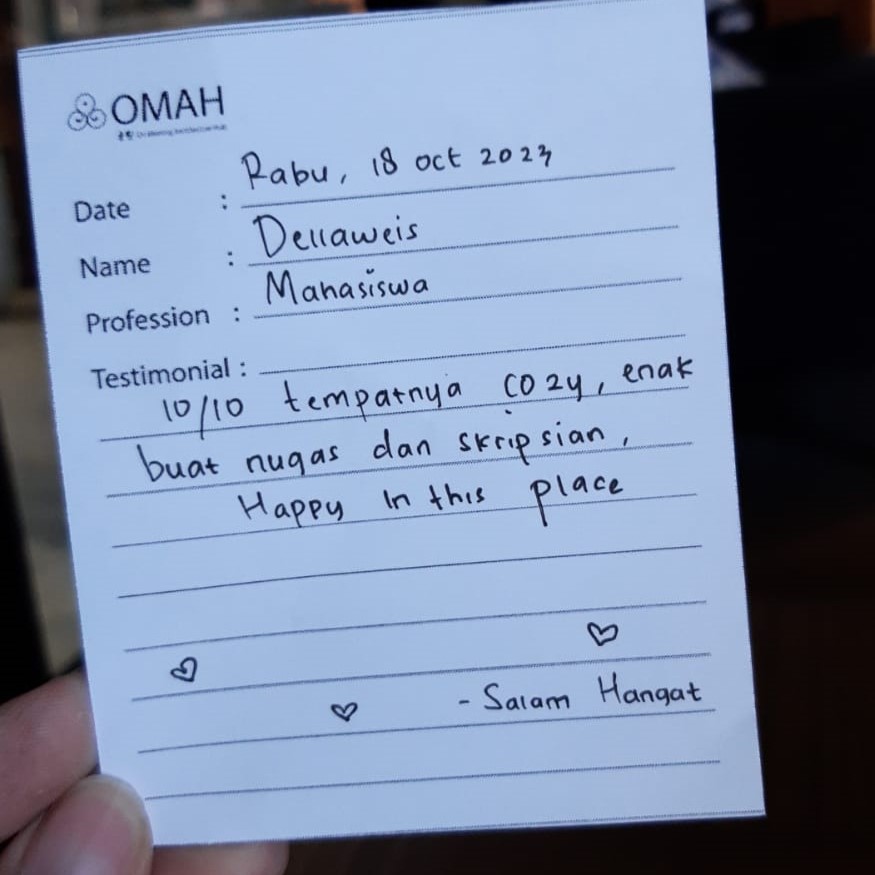 OMAH
Date : Rabu, 18 oct 2023
Name : Dellaweis
Profession : Mahasiswa
Testimonial :
10/10 tempatnya cozy, enak
buat nugas dan skripsian,
Happy in this place
- Salam Hangat